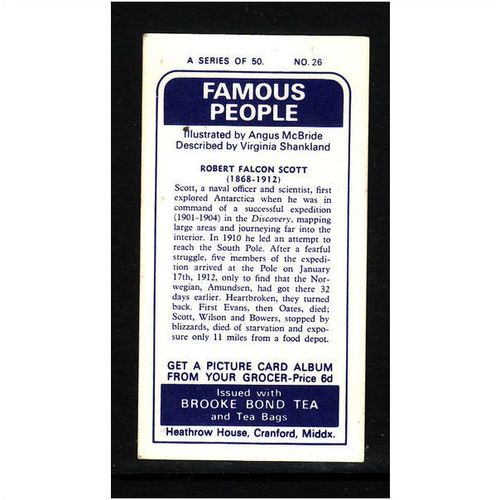 A SERIES OF 50. NO. 26
FAMOUS
PEOPLE
Illustrated by Angus McBride
Described by Virginia Shankland
ROBERT FALCON SCOTT
(1868-1912)
Scott, a naval officer and scientist, first
explored Antarctica when he was in
command of a successful expedition
(1901-1904) in the Discovery, mapping
large areas and journeying far into the
interior. In 1910 he led an attempt to
reach the South Pole. After a fearful
struggle, five members of the expedi-
tion arrived at the Pole on January
17th, 1912, only to find that the Nor-
wegian, Amundsen, had got there 32
days earlier. Heartbroken, they turned
back. First Evans, then Oates, died;
Scott, Wilson and Bowers, stopped by
blizzards, died of starvation and expo-
sure only 11 miles from a food depot.
GET A PICTURE CARD ALBUM
FROM YOUR GROCER-Price 6d
Issued with
BROOKE BOND TEA
and Tea Bags
Heathrow House, Cranford, Middx.